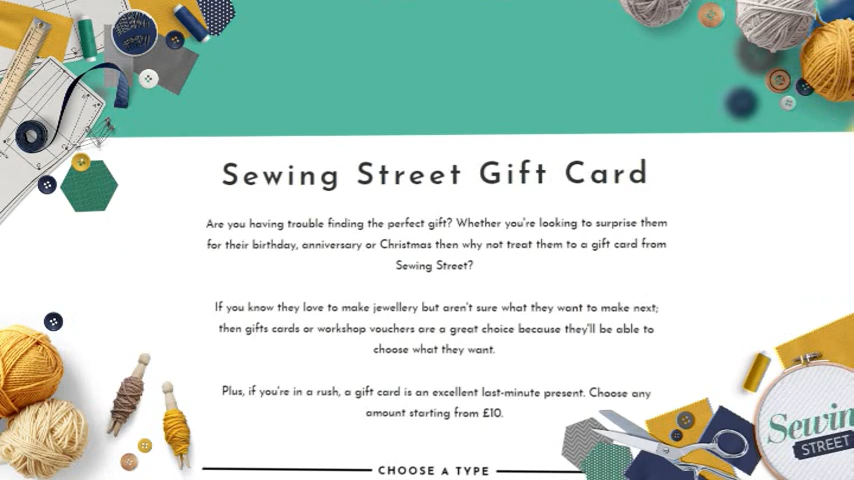 Sewing Street Gift Card
Are you having trouble finding the perfect gift? Whether you're looking to surprise them
for their birthday, anniversary or Christmas then why not treat them to a gift card from
Sewing Street?
If you know they love to make jewellery but aren't sure what they want to make next;
then gifts cards or workshop vouchers are a great choice because they'll be able to
choose what they want.
Plus, if you're in a rush, a gift card is an excellent last-minute present. Choose any
amount starting from £10.
CHOOSE A TYPE
Sewin
STREET